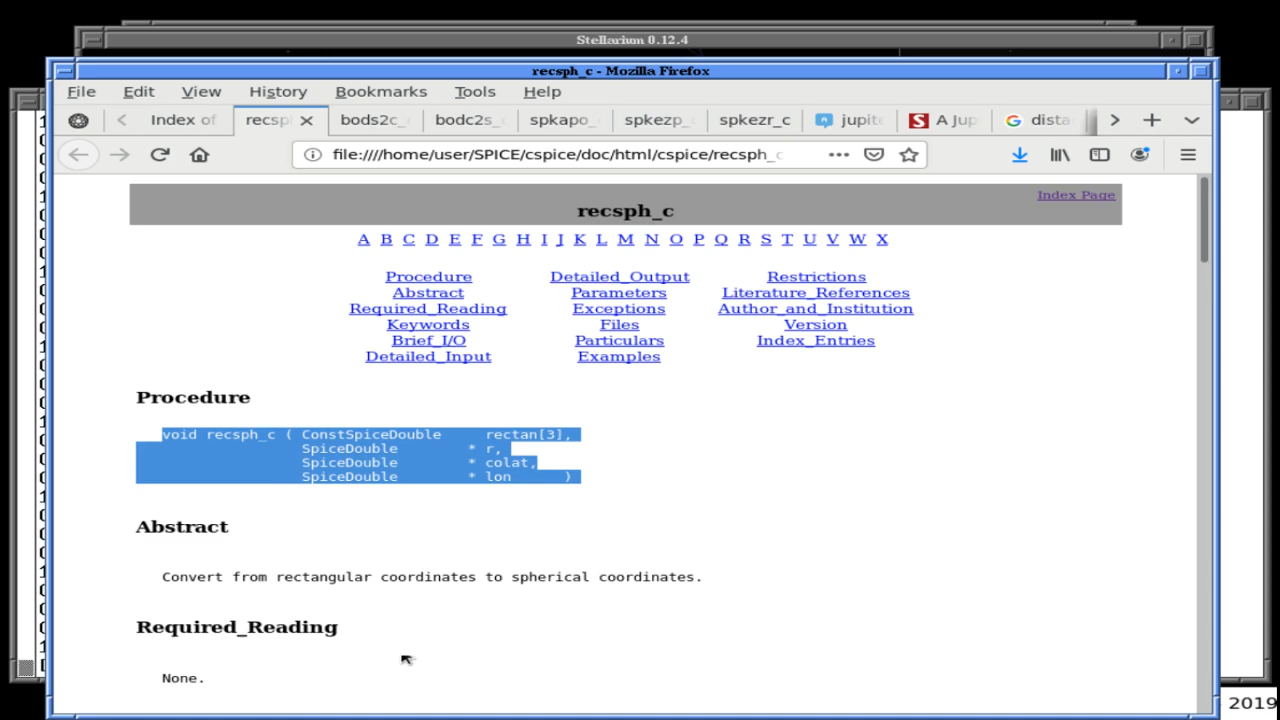 Stellarium 0.12.4
recsph_c - Mozilla Firefox
File Edit View History Bookmarks Tools Help
Index of recsp bods2c_ bodc2s_ spkapo_ spkezp_ spkezr_c jupit A Jup dista
file:///home/user/SPICE/cspice/doc/html/cspice/recsph_c
Index Page
recsph_c
A B C D E F G H I J K L M N O P Q R S T U V W X
Procedure Detailed_Output Restrictions
Abstract Parameters Literature_References
Required_Reading Exceptions Author_and_Institution
Keywords Files Version
Brief_I/O Particulars Index_Entries
Detailed_Input Examples
Procedure
void recsph_c ( ConstSpiceDouble rectan[3],
SpiceDouble * r,
SpiceDouble * colat,
SpiceDouble * lon )
Abstract
Convert from rectangular coordinates to spherical coordinates.
Required_Reading
None.
2019